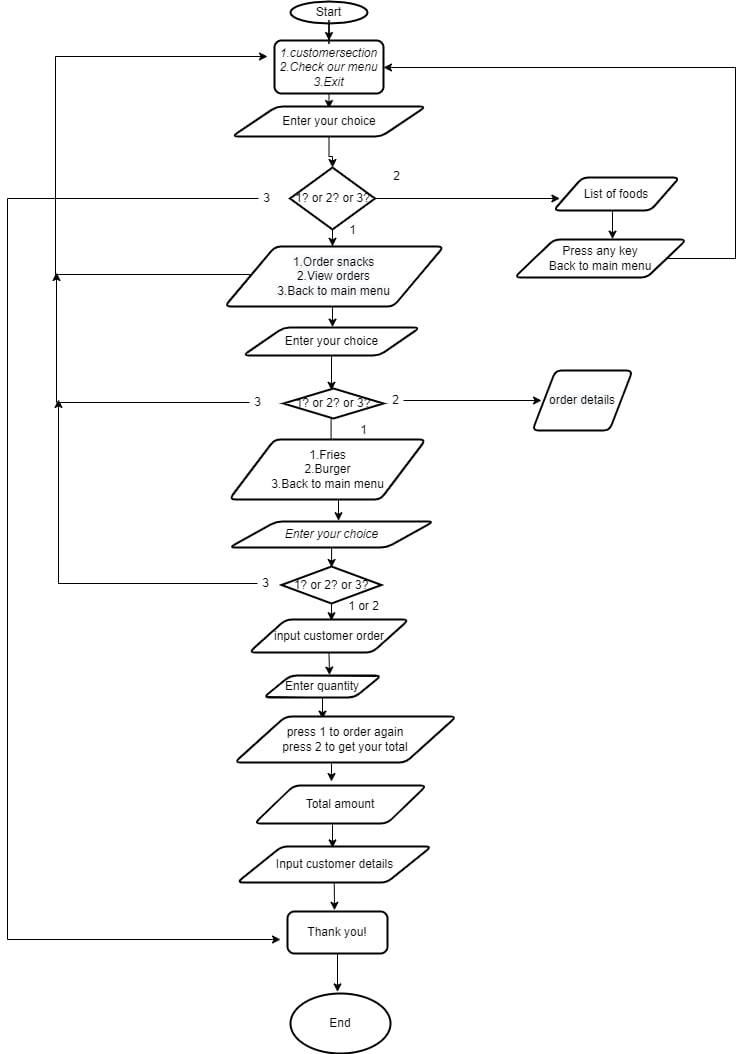 Start
1.customersection
2.Check our menu
3.Exit
Enter your choice
2
3
1? or 2? or 3?
List of foods
1
Press any key
Back to main menu
1.Order snacks
2.View orders
3.Back to main menu
Enter your choice
3
1? or 2? or 3?
2
order details
1
1.Fries
2.Burger
3.Back to main menu
Enter your choice
3
1? or 2? or 3?
1 or 2
input customer order
Enter quantity
press 1 to order again
press 2 to get your total
Total amount
Input customer details
Thank you!
End